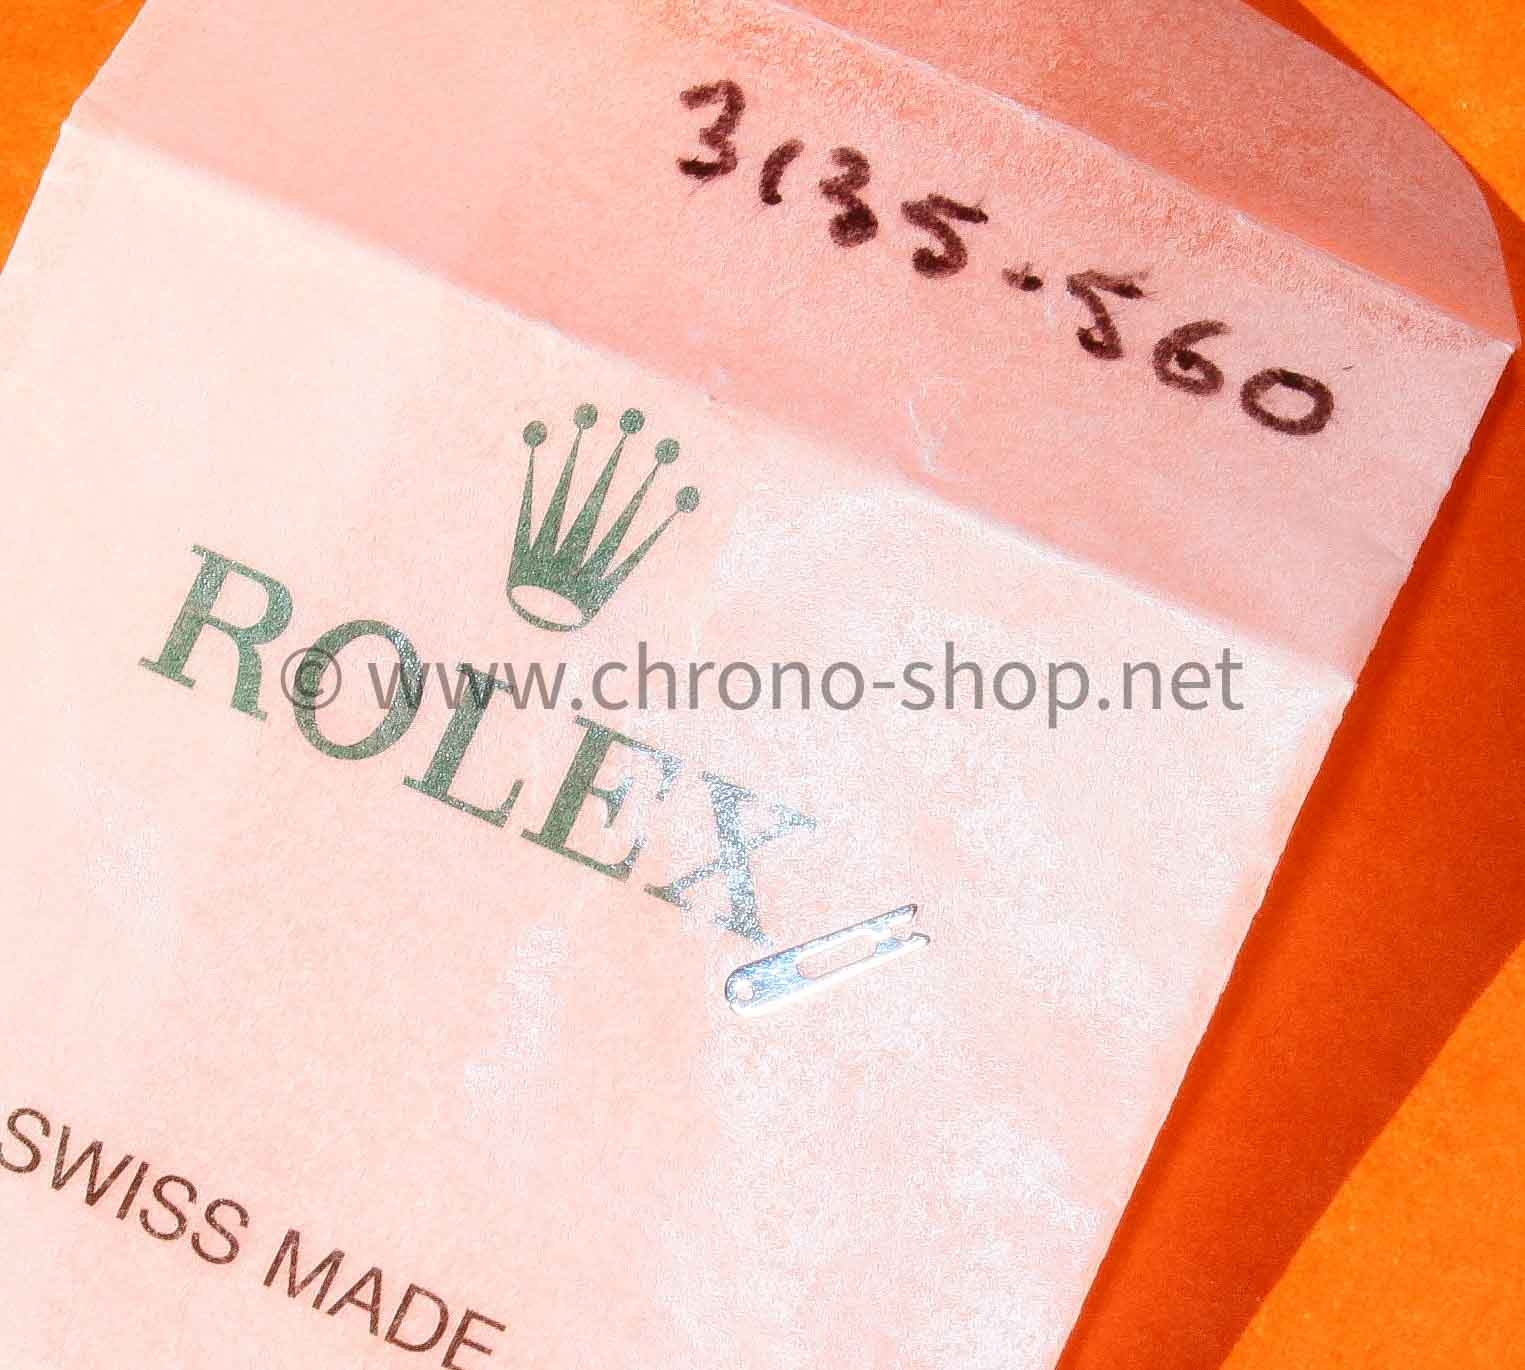 3135-560
ROLEX
© www.chrono-shop.net
SWISS MADE